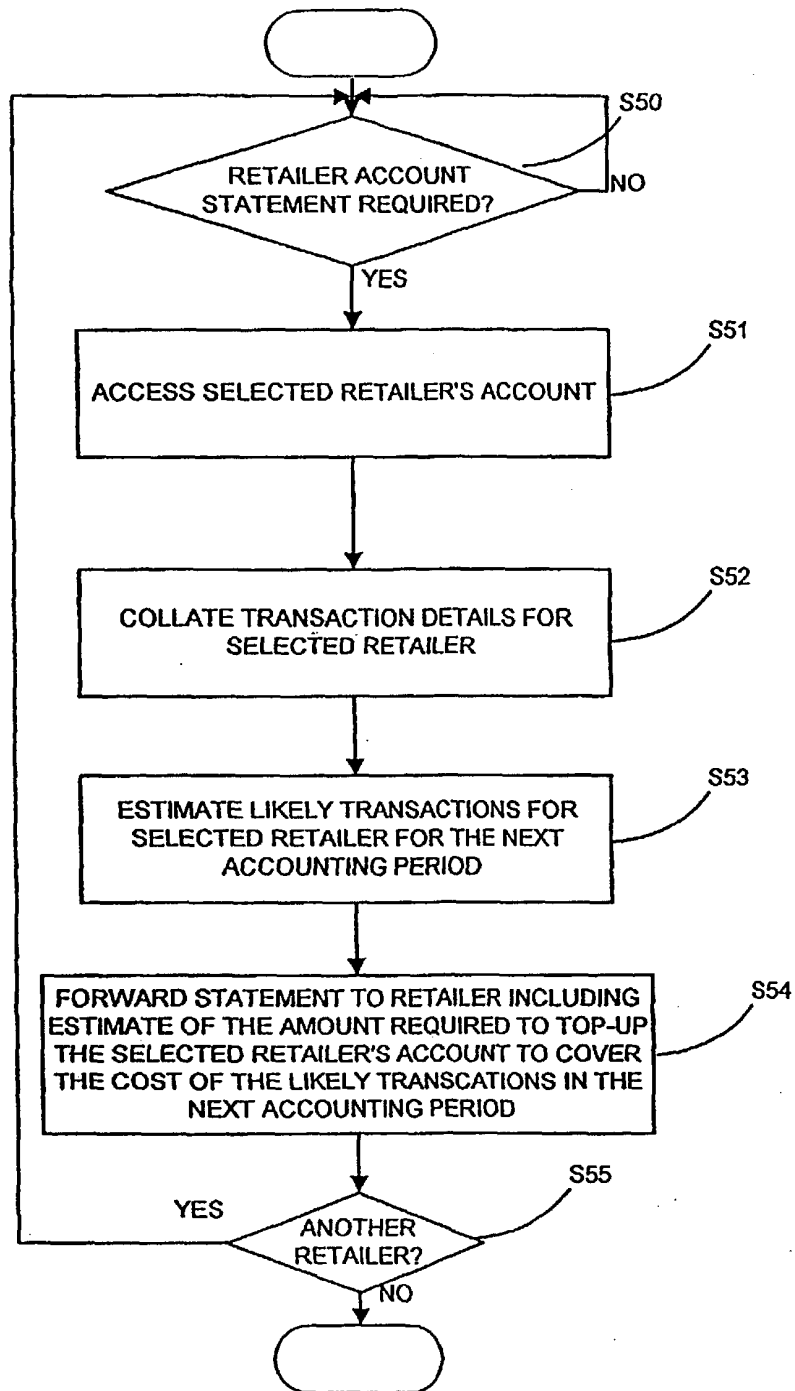 S50
RETAILER ACCOUNT
STATEMENT REQUIRED?
NO
YES
S51
ACCESS SELECTED RETAILER'S ACCOUNT
S52
COLLATE TRANSACTION DETAILS FOR
SELECTED RETAILER
S53
ESTIMATE LIKELY TRANSACTIONS FOR
SELECTED RETAILER FOR THE NEXT
ACCOUNTING PERIOD
S54
FORWARD STATEMENT TO RETAILER INCLUDING
ESTIMATE OF THE AMOUNT REQUIRED TO TOP-UP
THE SELECTED RETAILER'S ACCOUNT TO COVER
THE COST OF THE LIKELY TRANSCATIONS IN THE
NEXT ACCOUNTING PERIOD
S55
YES
ANOTHER
RETAILER?
NO